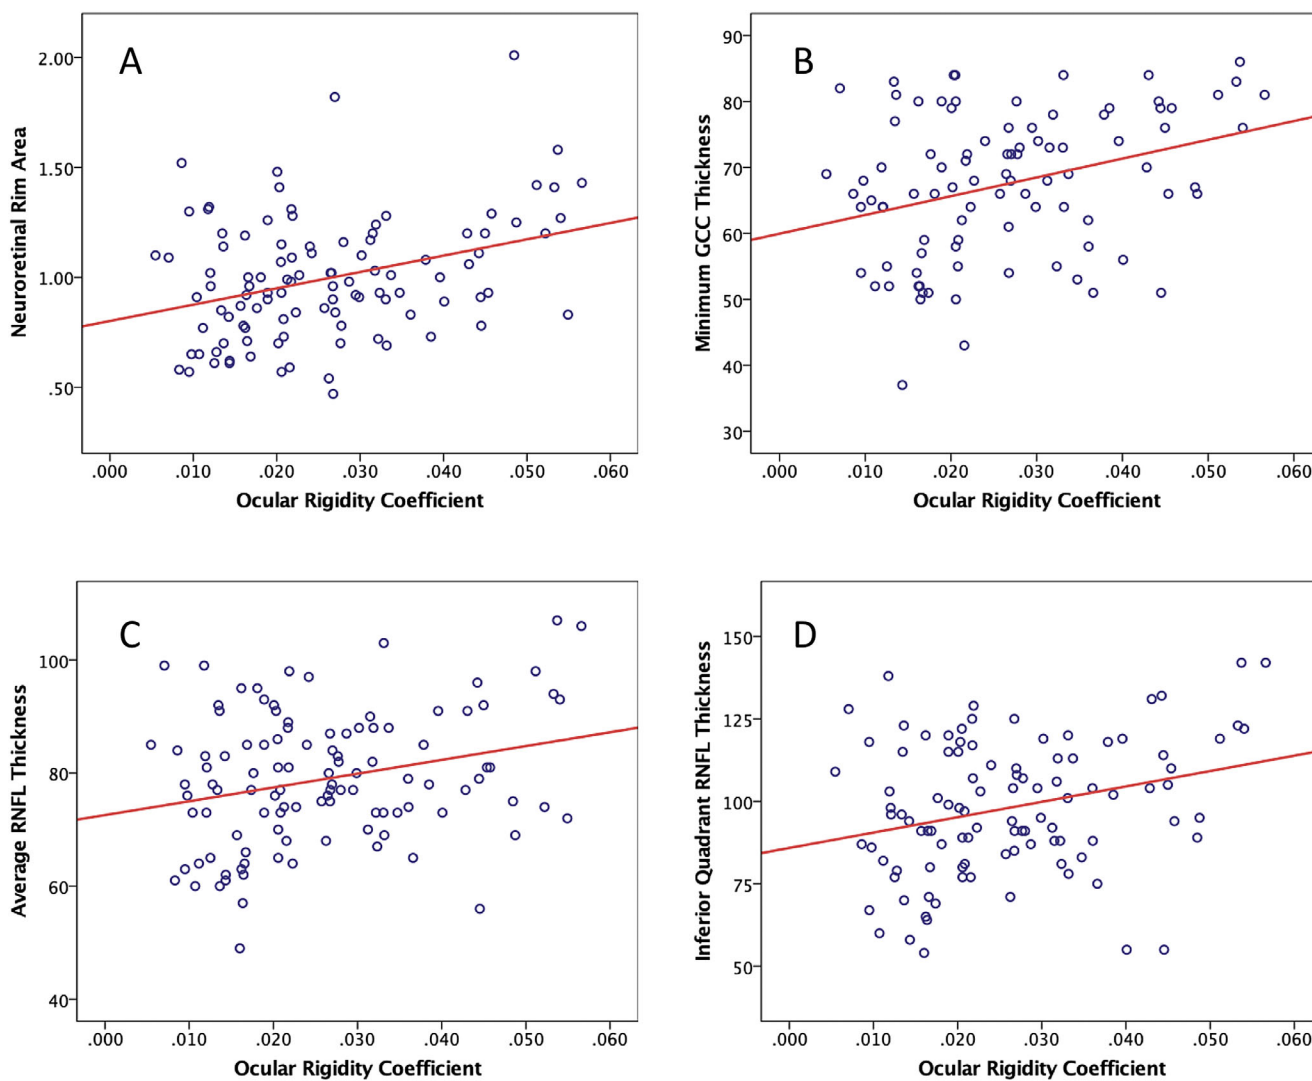 A
2.00
1.50
1.00
.50
Neuroretinal Rim Area
.000 .010 .020 .030 .040 .050 .060
Ocular Rigidity Coefficient
B
90
80
70
60
50
40
30
Minimum GCC Thickness
.000 .010 .020 .030 .040 .050 .060
Ocular Rigidity Coefficient
C
100
80
60
40
Average RNFL Thickness
.000 .010 .020 .030 .040 .050 .060
Ocular Rigidity Coefficient
D
150
125
100
75
50
Inferior Quadrant RNFL Thickness
.000 .010 .020 .030 .040 .050 .060
Ocular Rigidity Coefficient